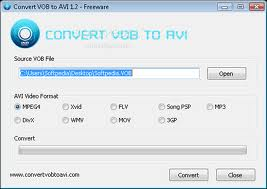 Convert VOB to AVI 1.2 - Freeware
CONVERT VOB TO AVI
Source VOB File
C:\Users\Softpedia\Desktop\Softpedia.VOB
Open
AVI Video Format
MPEG4 Xvid FLV Sony PSP MP3
DivX WMV MOV 3GP
Convert
www.convertvobtoavi.com
Convert Close